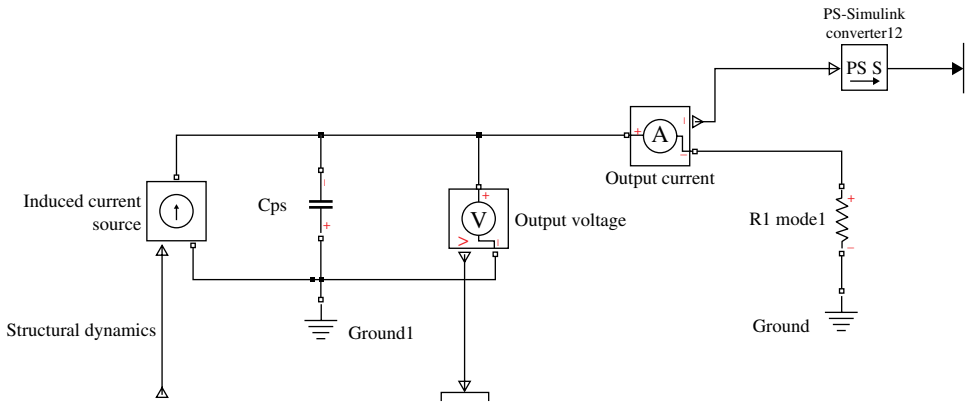 PS-Simulink
converter12
PS S
+
A
I
−
Output current
Induced current
source
Cps
I
+
+
V
V
−
Output voltage
R1 mode1
+
−
Structural dynamics
Ground1
Ground